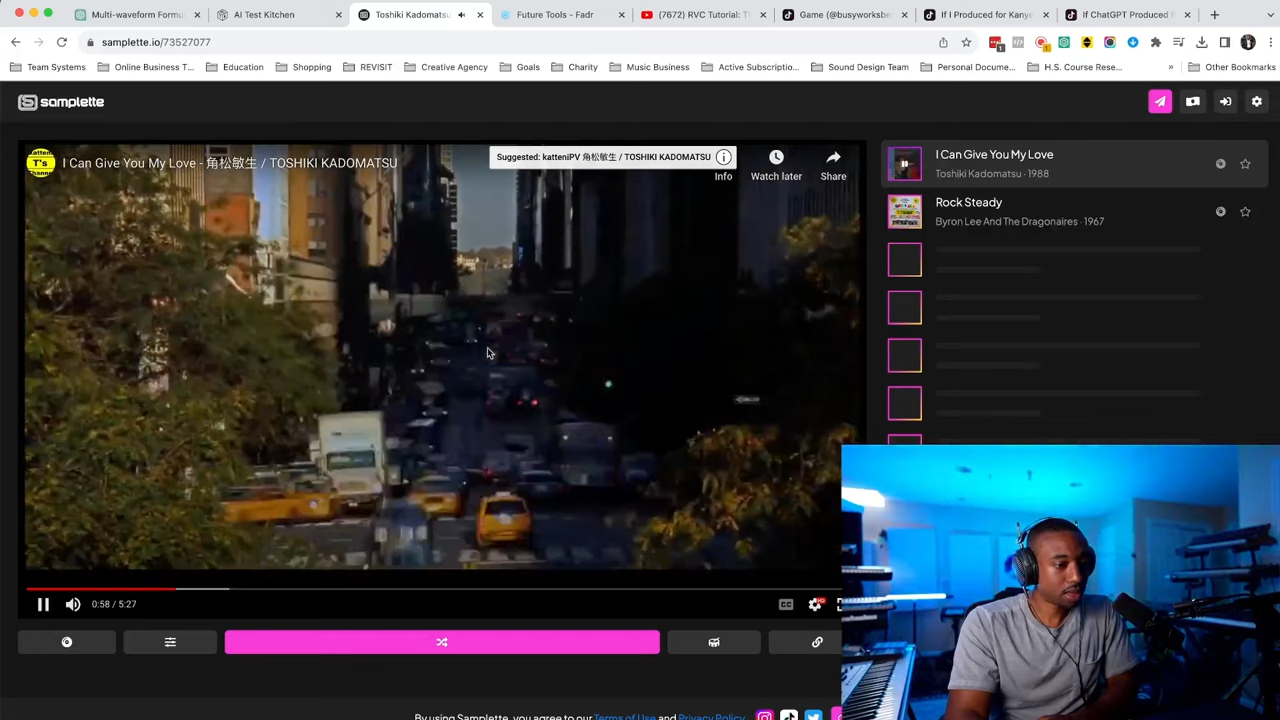 Multi-waveform Formu
AI Test Kitchen
Toshiki Kadomatsu
Future Tools - Fadr
(7672) RVC Tutorial: T
Game (@busyworksbe
If I Produced for Kanye
If ChatGPT Produced
samplette.io/73527077
Team Systems
Online Business T...
Education
Shopping
REVISIT
Creative Agency
Goals
Charity
Music Business
Active Subscriptio...
Sound Design Team
Personal Docume...
H.S. Course Rese...
»
Other Bookmarks
samplette
T's
I Can Give You My Love - 角松敏生 / TOSHIKI KADOMATSU
Suggested: katteniPV 角松敏生 / TOSHIKI KADOMATSU
Info
Watch later
Share
I Can Give You My Love
Toshiki Kadomatsu · 1988
Rock Steady
Byron Lee And The Dragonaires · 1967
0:58 / 5:27
CC
HD
By using Samplette, you agree to our Terms of Use and Privacy Policy.